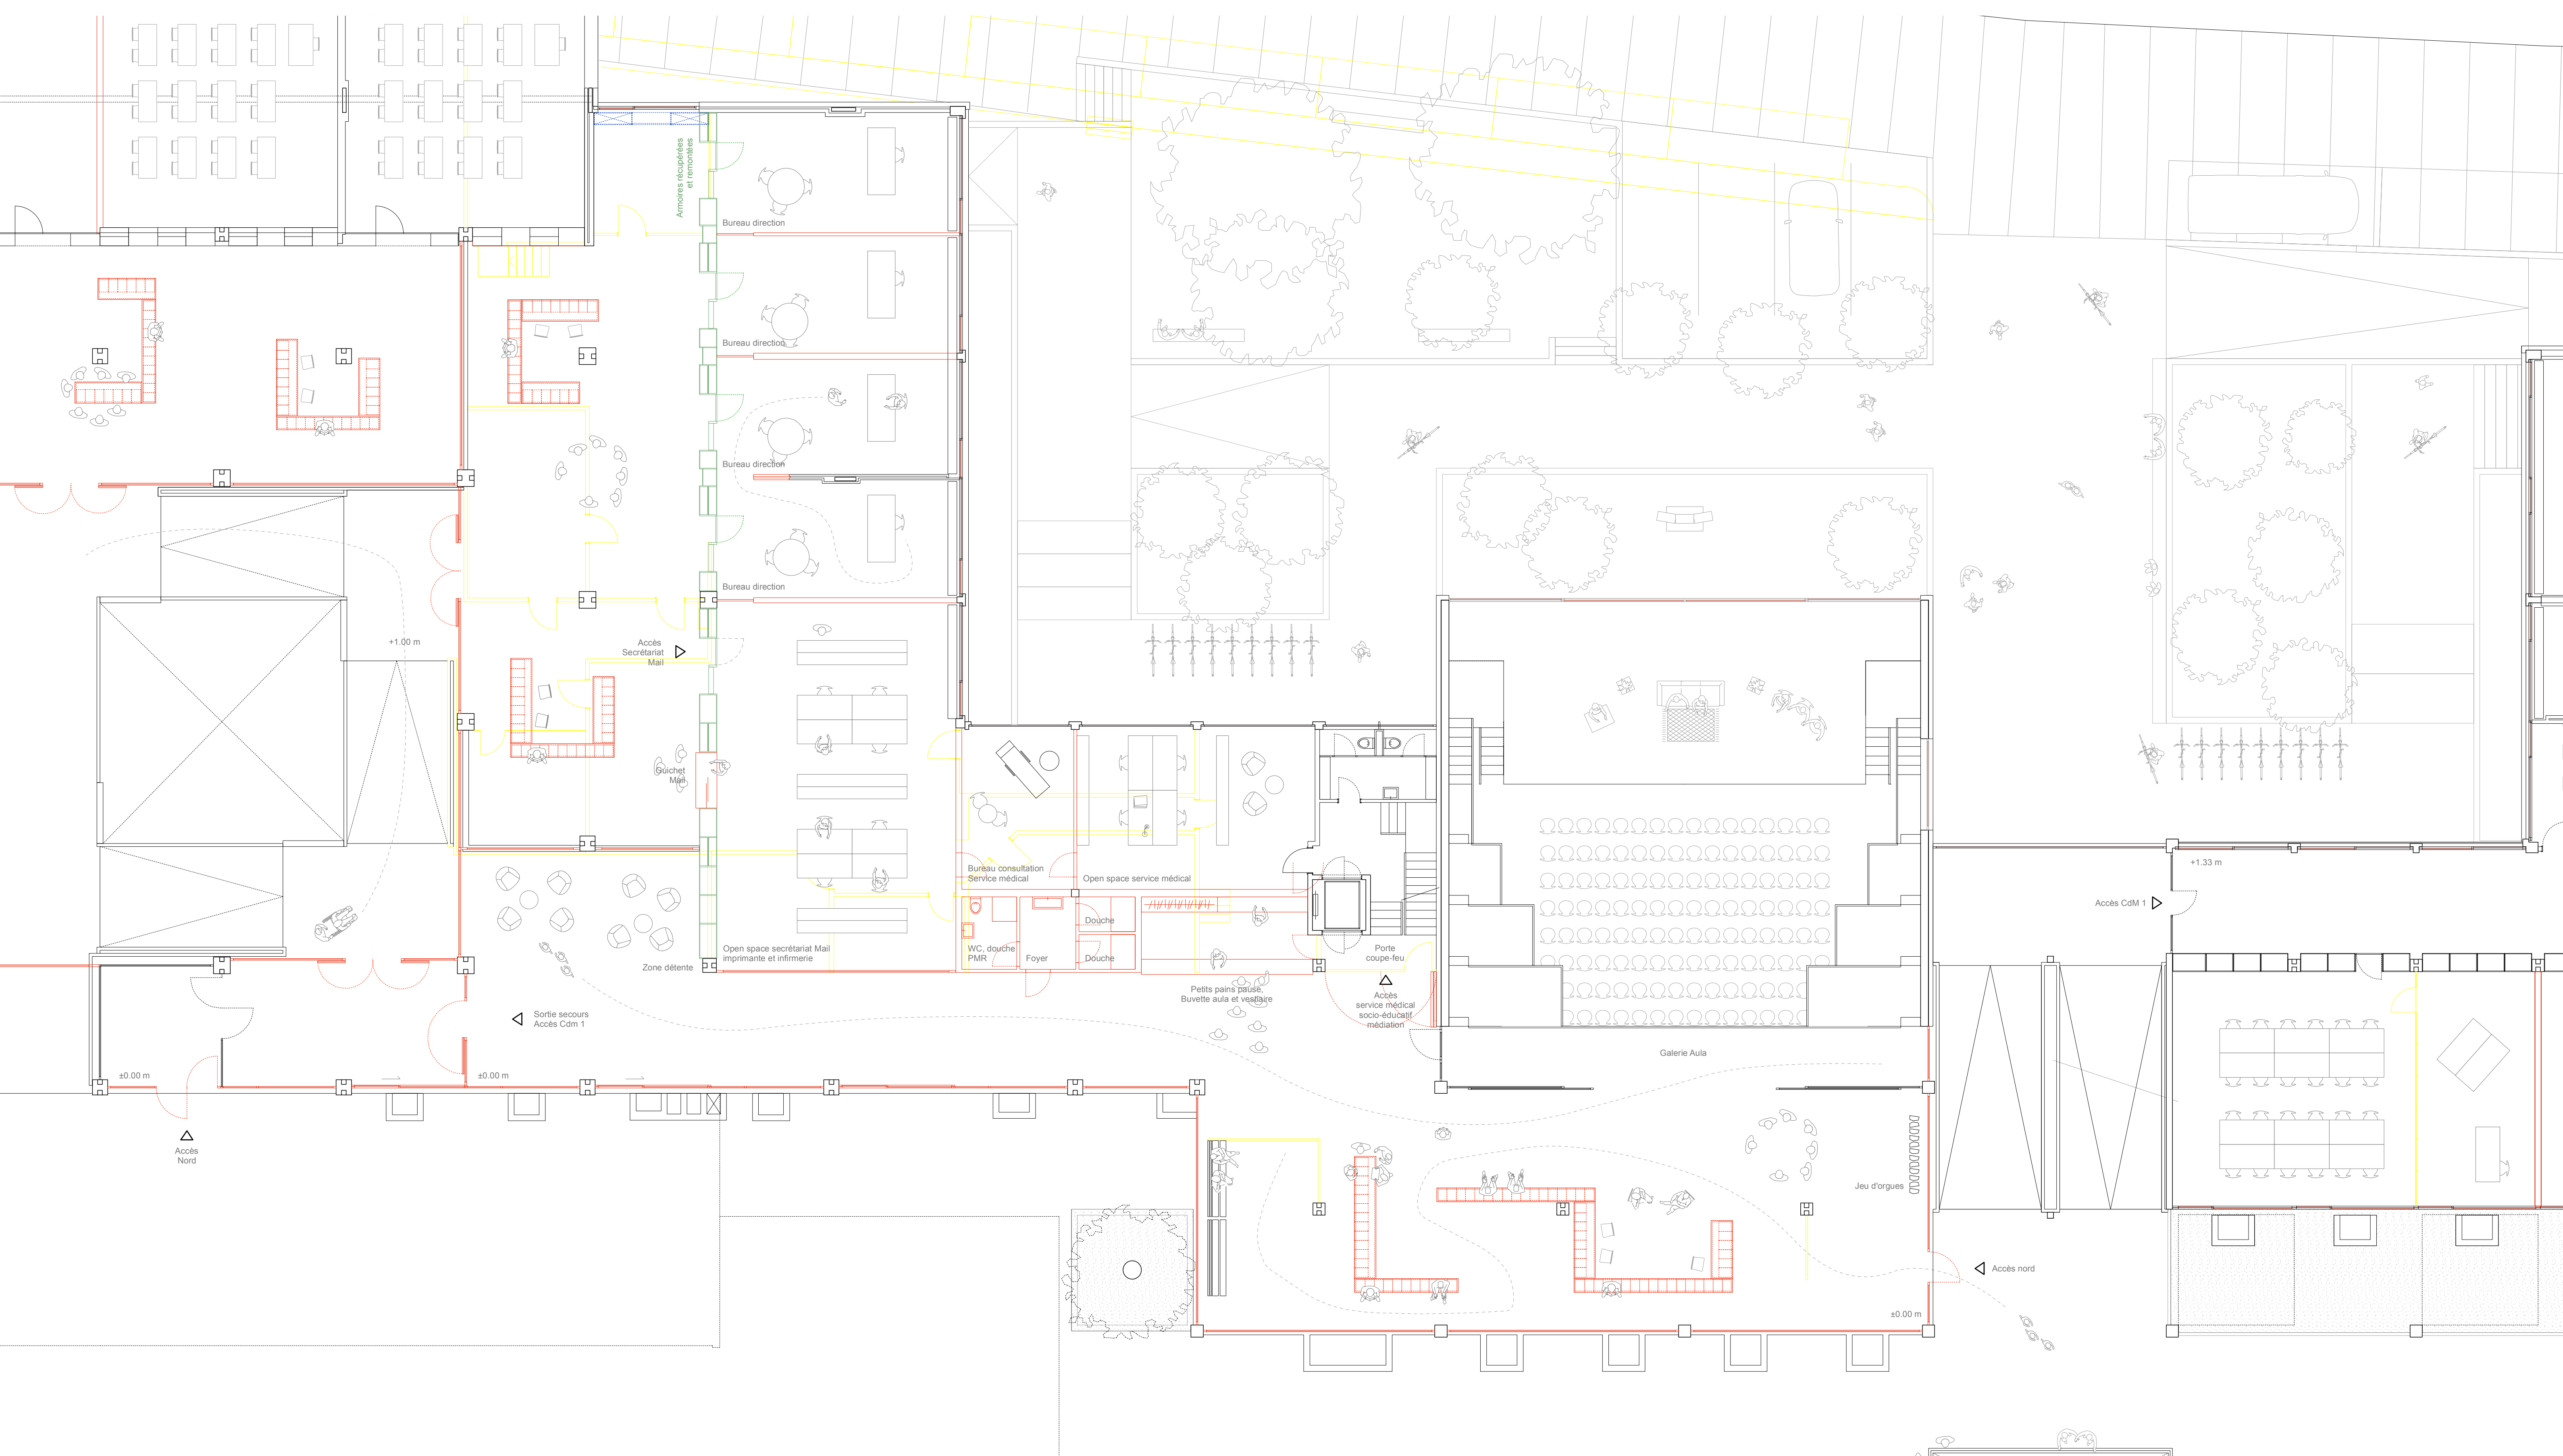 Armoires récupérées
et remontées
Bureau direction
Bureau direction
Bureau direction
Bureau direction
+1.00 m
Accès
Secrétariat
Mail
Guichet
Mail
Bureau consultation
Service médical
Open space service médical
+1.33 m
Accès CdM 1
Douche
Open space secrétariat Mail
imprimante et infirmerie
WC, douche
PMR
Foyer
Douche
Porte
coupe-feu
Zone détente
Petits pains pause,
Buvette aula et vestiaire
Accès
service médical
socio-éducatif
médiation
Sortie secours
Accès Cdm 1
Galerie Aula
±0.00 m
±0.00 m
Accès
Nord
Jeu d'orgues
Accès nord
±0.00 m